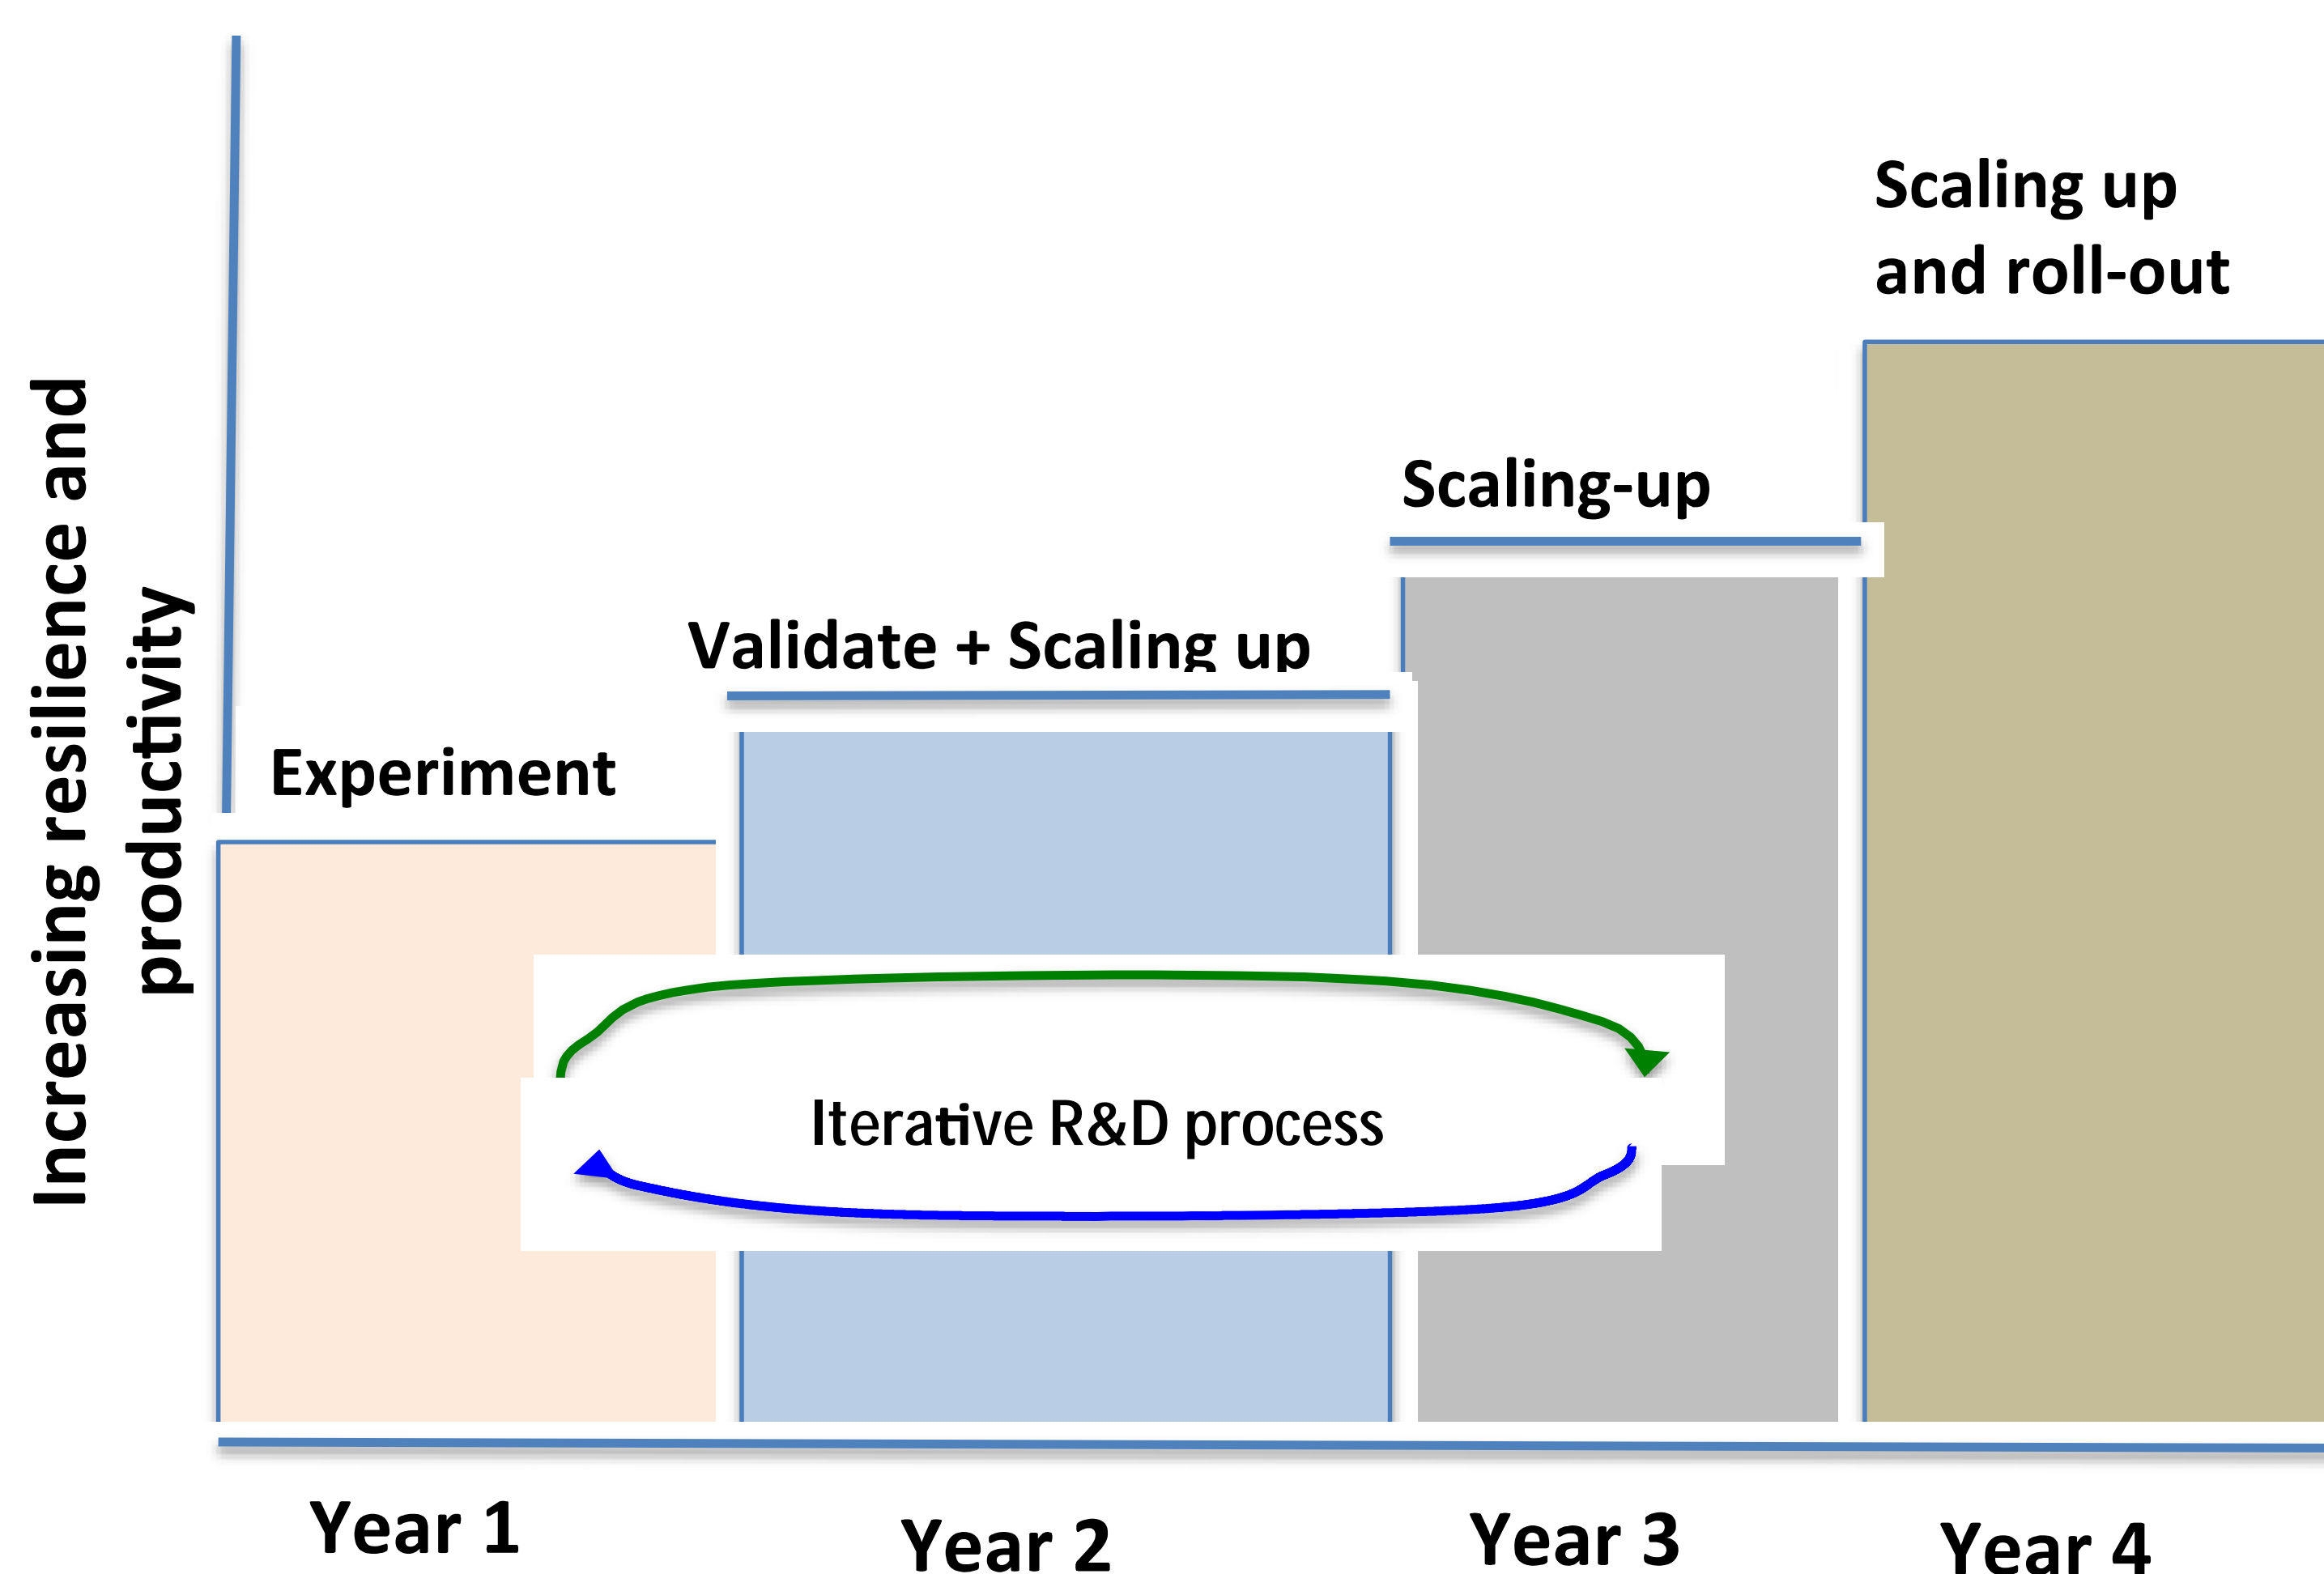 Increasing resilience and
productivity
Scaling up
and roll-out
Scaling-up
Validate + Scaling up
Experiment
Iterative R&D process
Year 1
Year 2
Year 3
Year 4